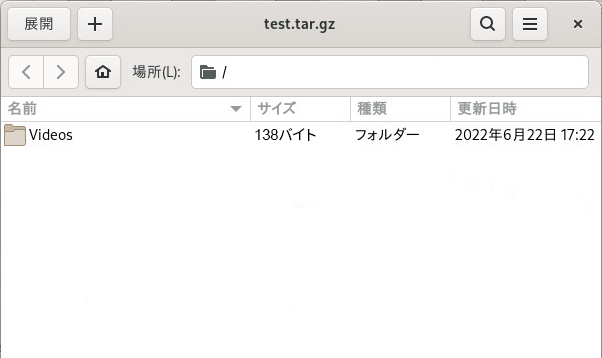 展開 test.tar.gz
場所(L): /
名前 サイズ 種類 更新日時
Videos 138バイト フォルダー 2022年6月22日 17:22